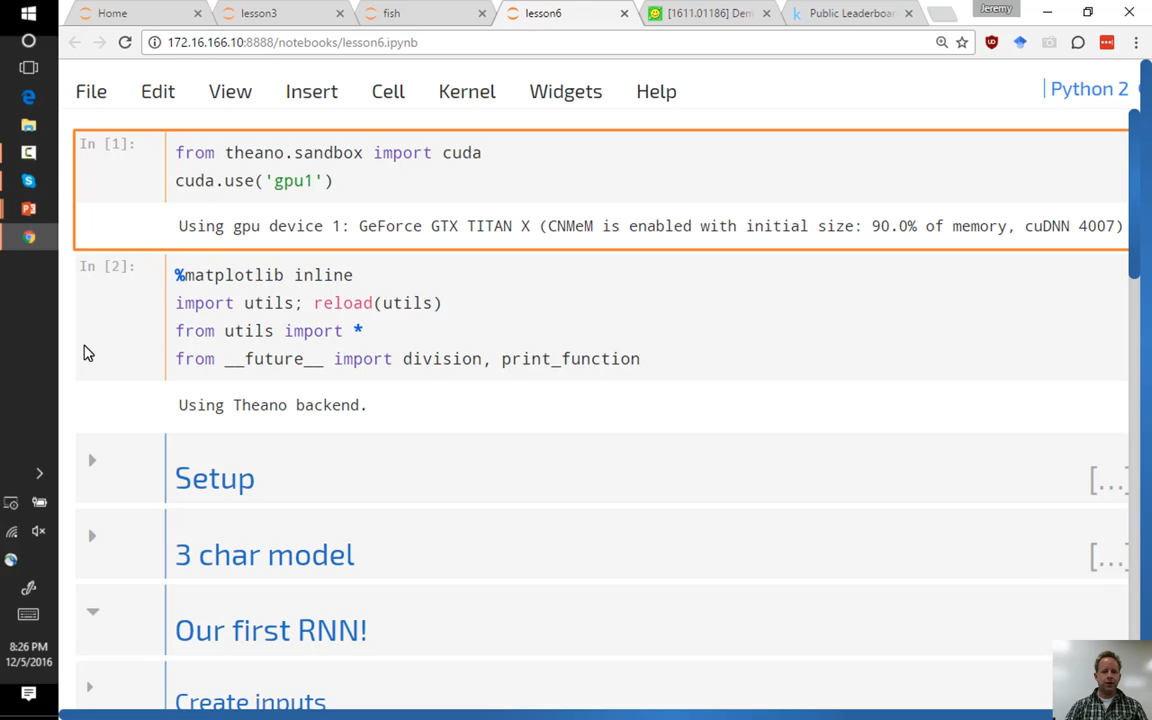 Home
lesson3
fish
lesson6
[1611.01186] Dem
Public Leaderboar
Jeremy
172.16.166.10:8888/notebooks/lesson6.ipynb
File Edit View Insert Cell Kernel Widgets Help
Python 2
In [1]:
from theano.sandbox import cuda
cuda.use('gpu1')
Using gpu device 1: GeForce GTX TITAN X (CNMeM is enabled with initial size: 90.0% of memory, cuDNN 4007)
In [2]:
%matplotlib inline
import utils; reload(utils)
from utils import *
from __future__ import division, print_function
Using Theano backend.
Setup
[...]
3 char model
[...]
Our first RNN!
Create inputs
8:26 PM
12/5/2016